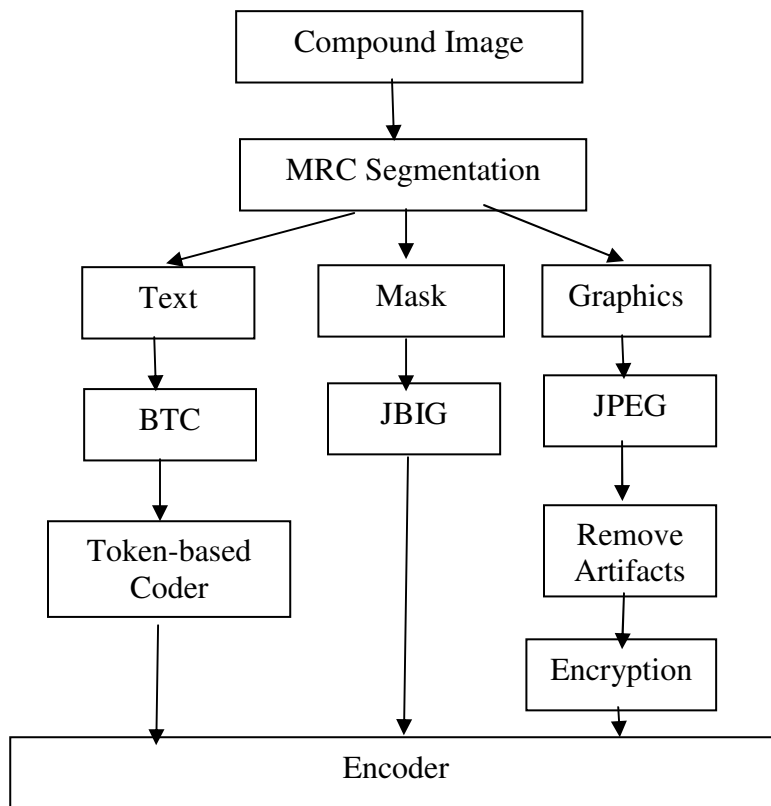 Compound Image
MRC Segmentation
Text
Mask
Graphics
BTC
JBIG
JPEG
Token-based
Coder
Remove
Artifacts
Encryption
Encoder